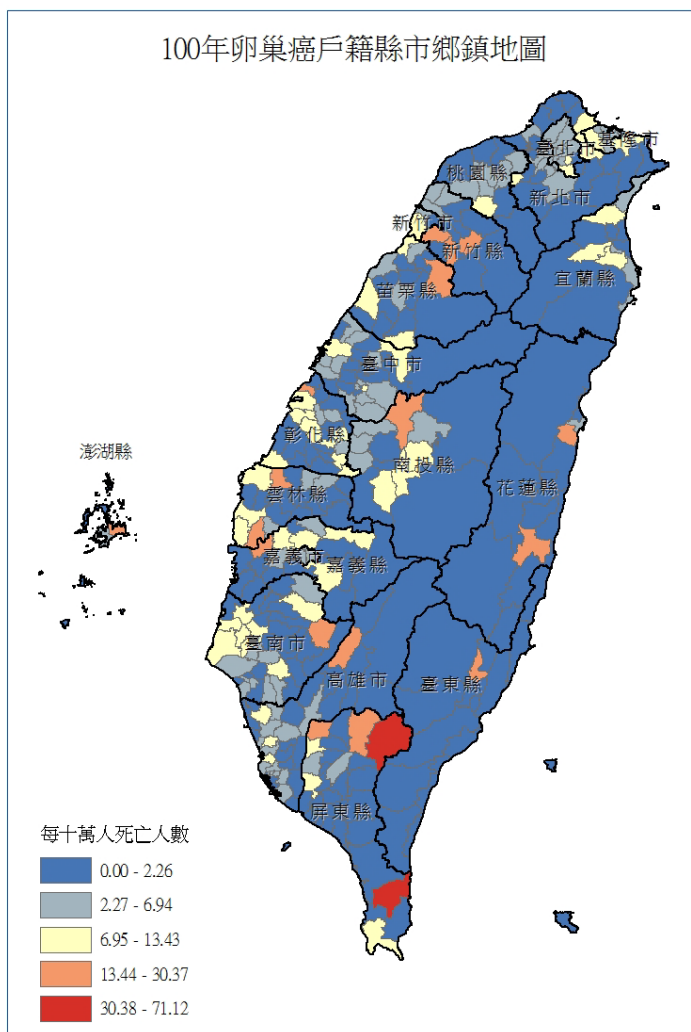 100年卵巢癌戶籍縣市鄉鎮地圖
基隆市
臺北市
桃園縣
新北市
新竹市
新竹縣
宜蘭縣
苗栗縣
臺中市
彰化縣
澎湖縣
南投縣
花蓮縣
雲林縣
嘉義市
嘉義縣
臺南市
高雄市
臺東縣
屏東縣
每十萬人死亡人數
0.00 - 2.26
2.27 - 6.94
6.95 - 13.43
13.44 - 30.37
30.38 - 71.12